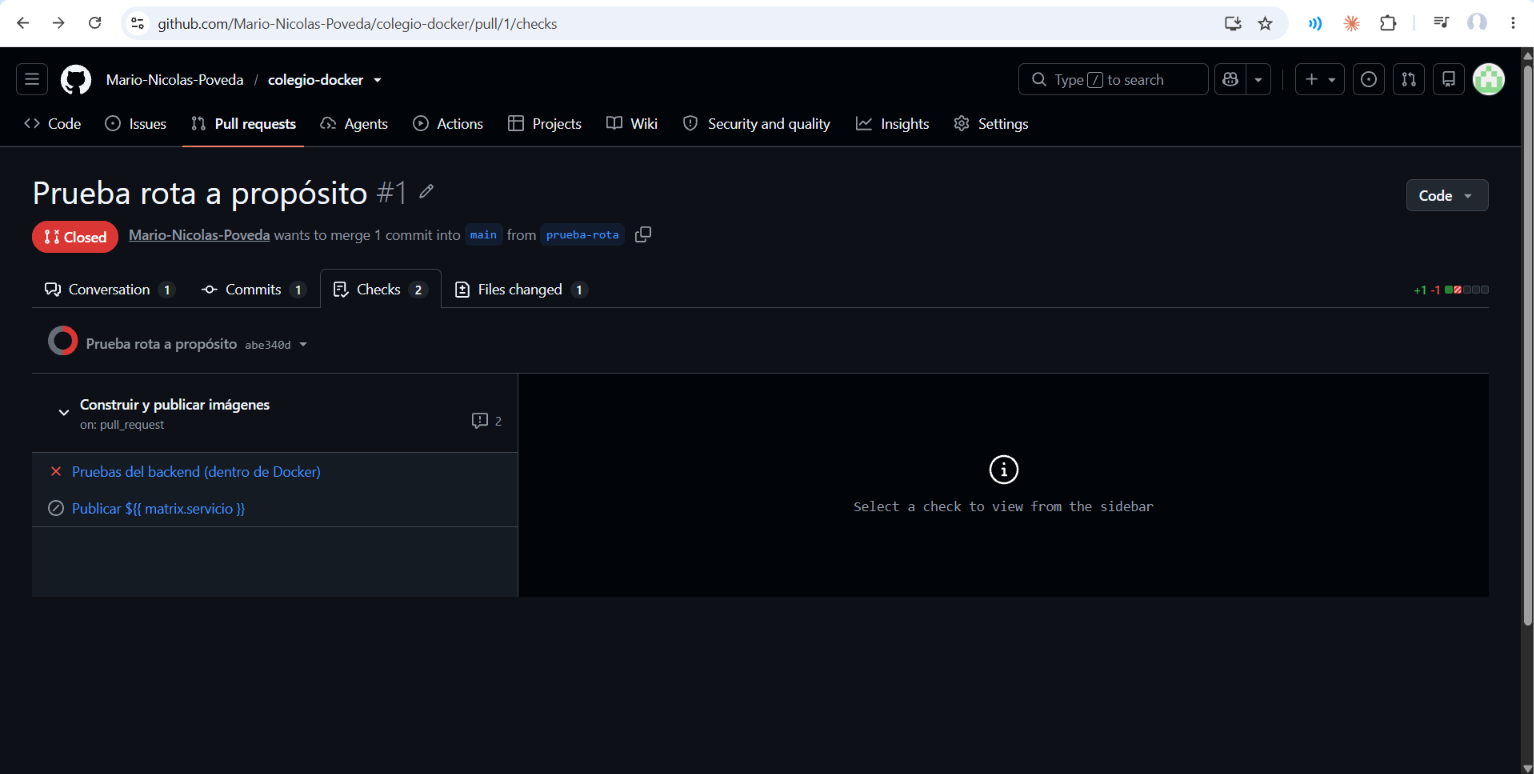 github.com/Mario-Nicolas-Poveda/colegio-docker/pull/1/checks
Mario-Nicolas-Poveda / colegio-docker
Type / to search
Code Issues Pull requests Agents Actions Projects Wiki Security and quality Insights Settings
Prueba rota a propósito #1
Code
Closed Mario-Nicolas-Poveda wants to merge 1 commit into main from prueba-rota
Conversation 1 Commits 1 Checks 2 Files changed 1 +1 -1
Prueba rota a propósito abe340d
Construir y publicar imágenes
on: pull_request
2
Pruebas del backend (dentro de Docker)
Publicar ${{ matrix.servicio }}
Select a check to view from the sidebar